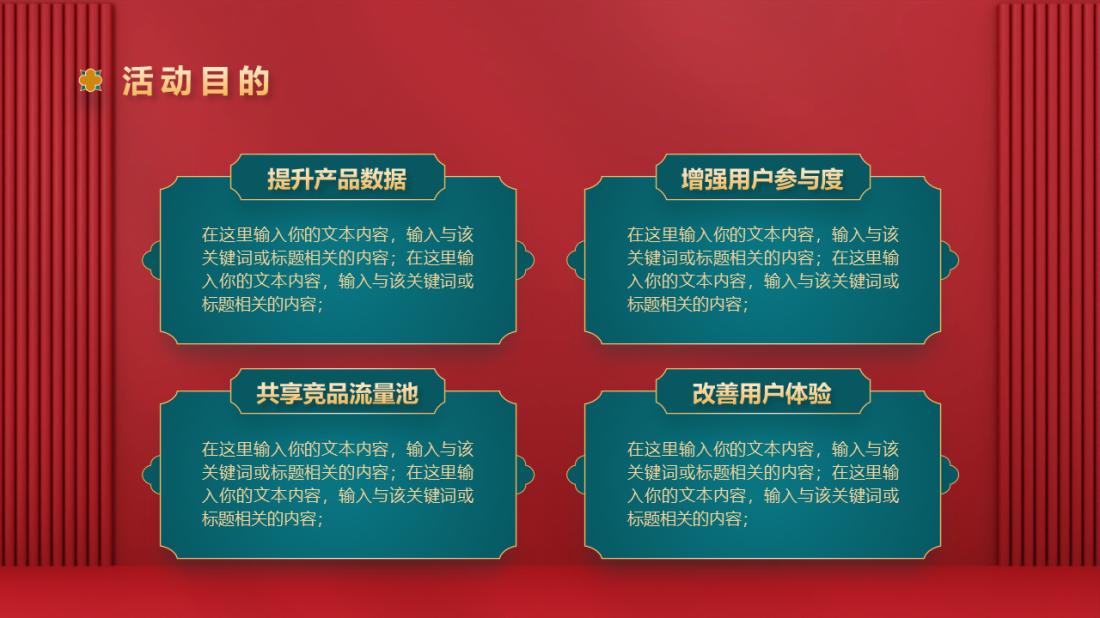 活动目的
提升产品数据
在这里输入你的文本内容，输入与该
关键词或标题相关的内容；在这里输
入你的文本内容，输入与该关键词或
标题相关的内容；
增强用户参与度
在这里输入你的文本内容，输入与该
关键词或标题相关的内容；在这里输
入你的文本内容，输入与该关键词或
标题相关的内容；
共享竞品流量池
在这里输入你的文本内容，输入与该
关键词或标题相关的内容；在这里输
入你的文本内容，输入与该关键词或
标题相关的内容；
改善用户体验
在这里输入你的文本内容，输入与该
关键词或标题相关的内容；在这里输
入你的文本内容，输入与该关键词或
标题相关的内容；